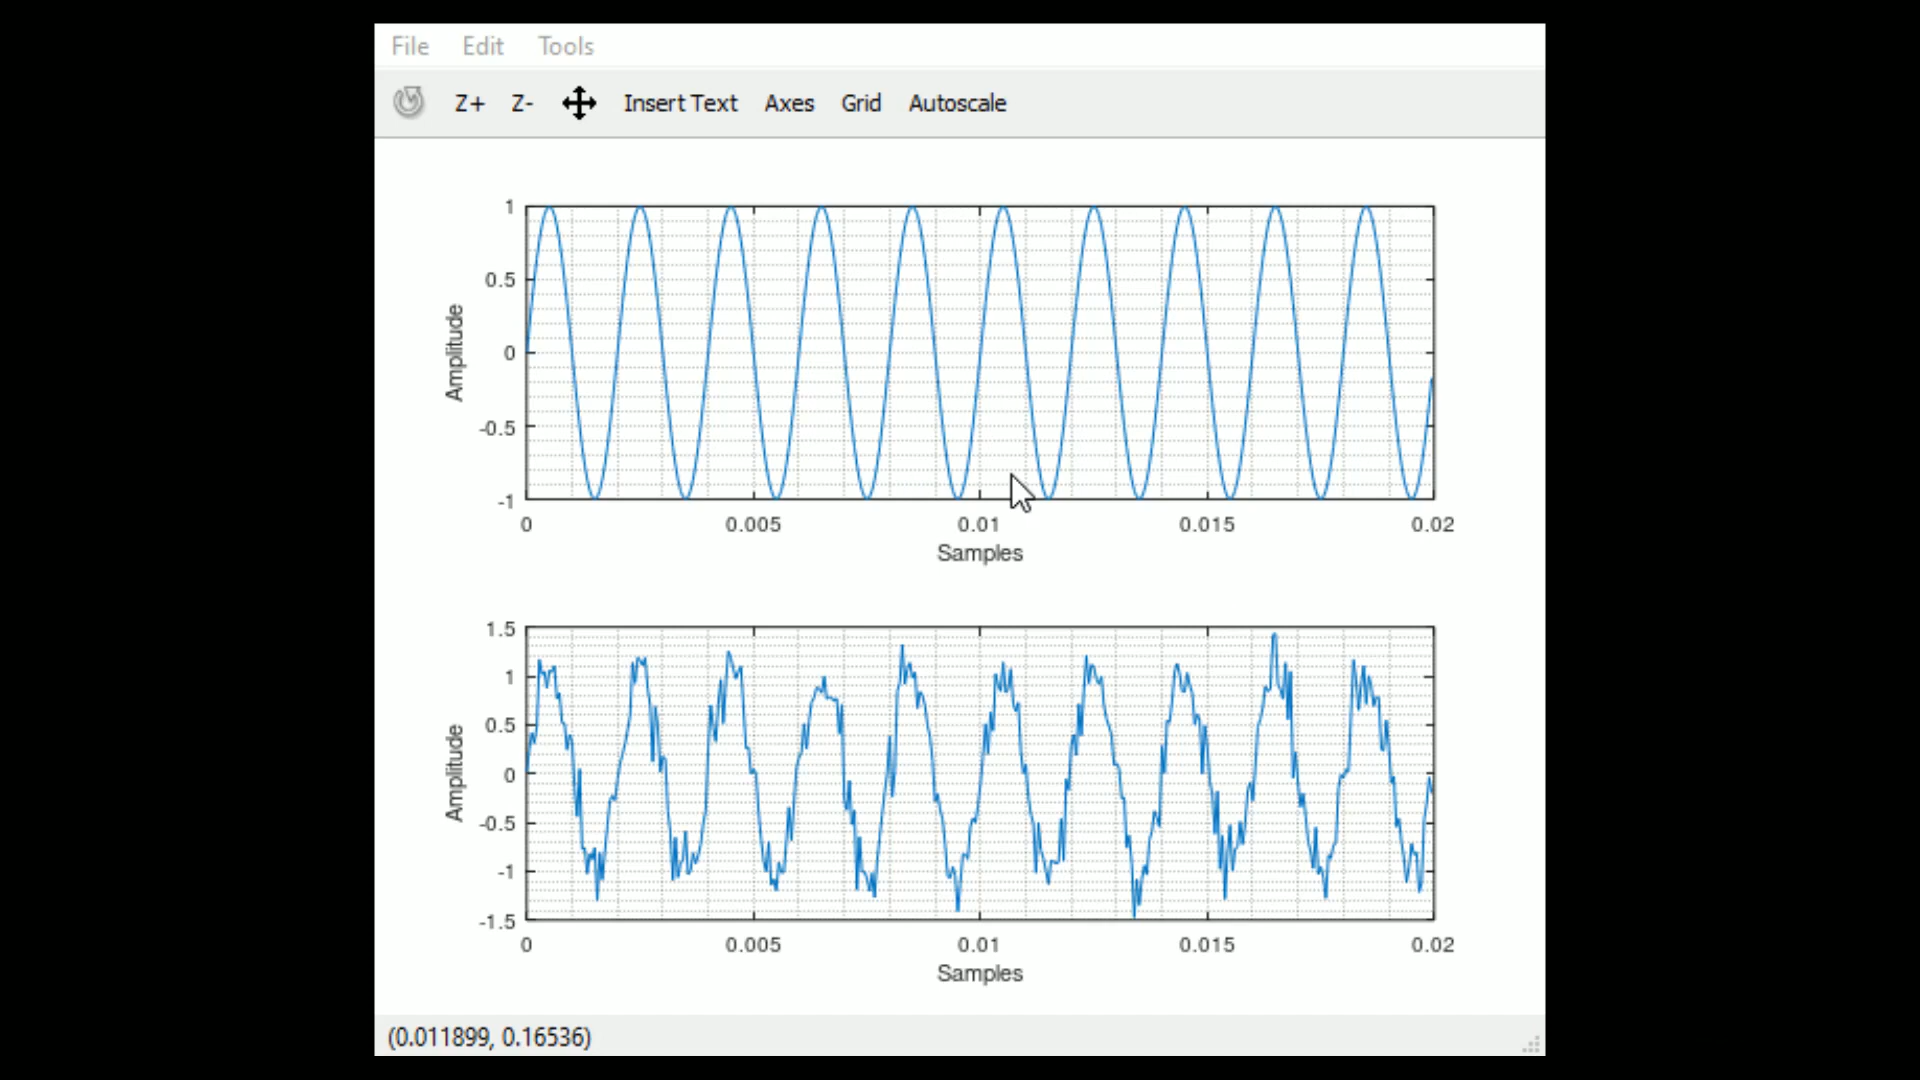 File Edit Tools
Z+ Z- Insert Text Axes Grid Autoscale
1
0.5
0
-0.5
-1
Amplitude
0 0.005 0.01 0.015 0.02
Samples
1.5
1
0.5
0
-0.5
-1
-1.5
Amplitude
0 0.005 0.01 0.015 0.02
Samples
(0.011899, 0.16536)